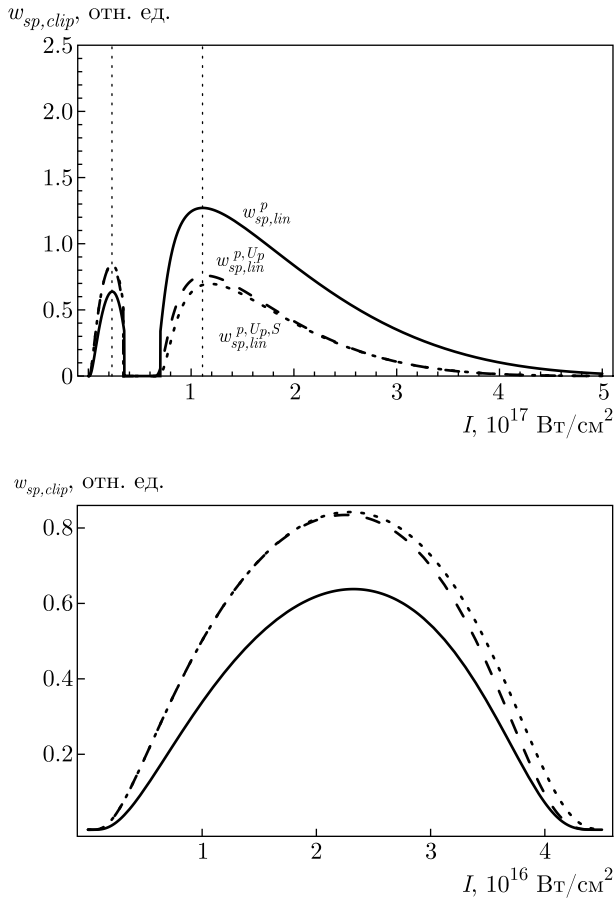 w_{sp,clip}, отн. ед.
2.5
2.0
1.5
1.0
0.5
0
w^{p}_{sp,lin}
w^{p,U_p}_{sp,lin}
w^{p,U_p,S}_{sp,lin}
1 2 3 4 5
I, 10^{17} Вт/см^{2}
w_{sp,clip}, отн. ед.
0.8
0.6
0.4
0.2
1 2 3 4
I, 10^{16} Вт/см^{2}